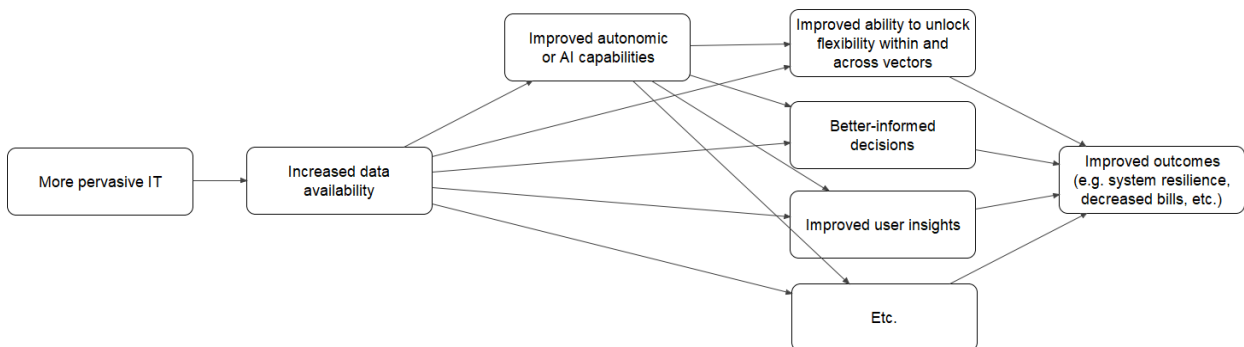 More pervasive IT
Increased data
availability
Improved autonomic
or AI capabilities
Improved ability to unlock
flexibility within and
across vectors
Better-informed
decisions
Improved user insights
Etc.
Improved outcomes
(e.g. system resilience,
decreased bills, etc.)